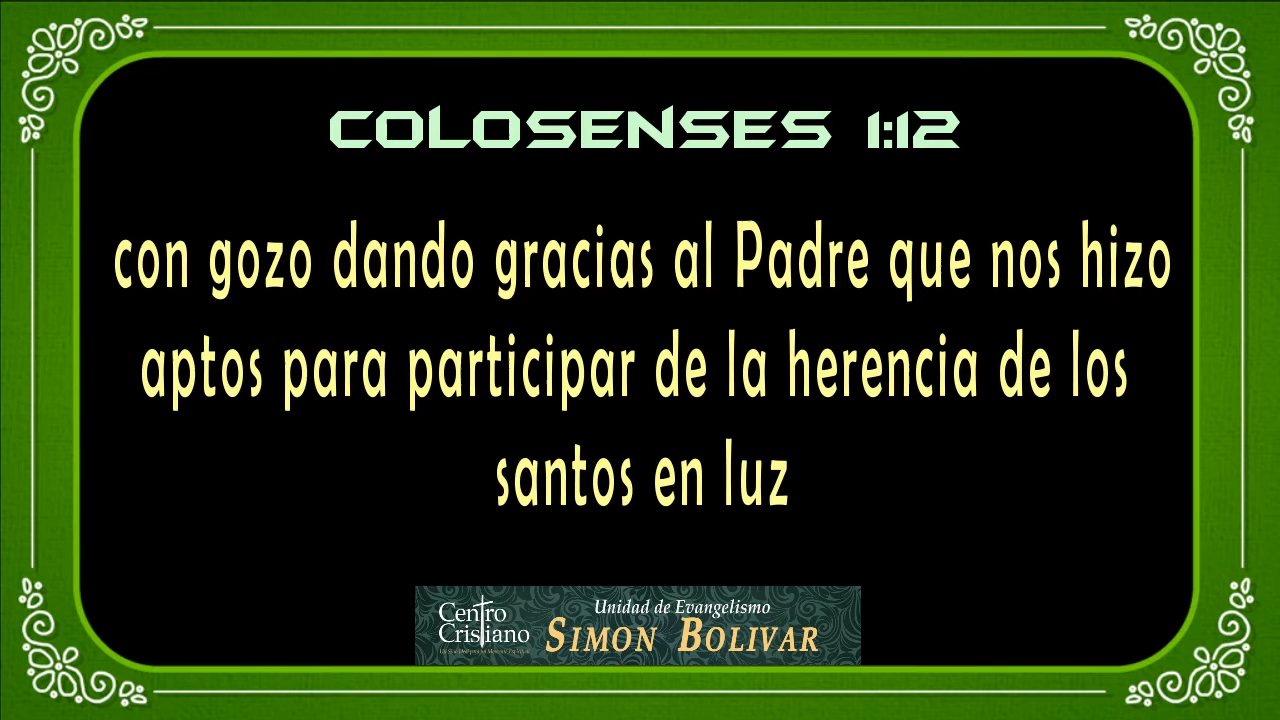 COLOSENSES 1:12
con gozo dando gracias al Padre que nos hizo
aptos para participar de la herencia de los
santos en luz
Centro
Cristiano
Unidad de Evangelismo
SIMON BOLIVAR